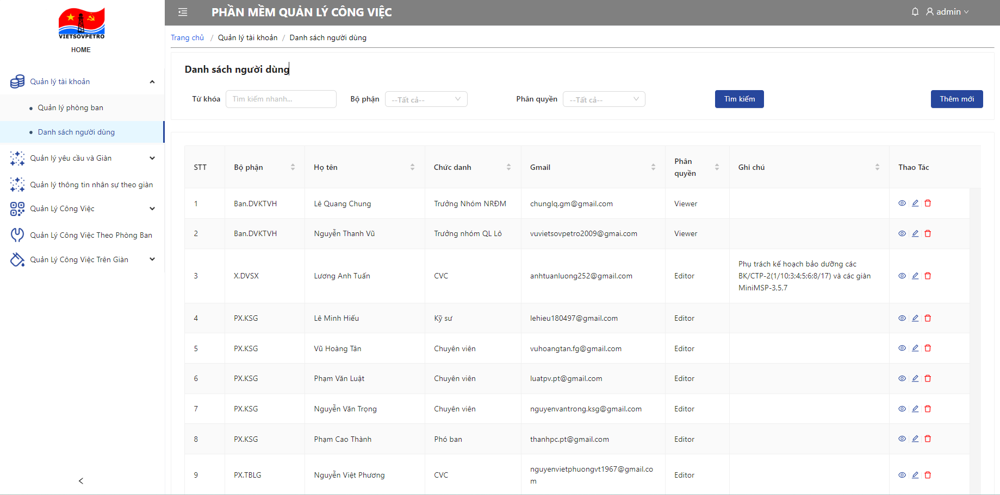 VIETSOVPETRO
HOME
Quản lý tài khoản
Quản lý phòng ban
Danh sách người dùng
Quản lý yêu cầu và Giàn
Quản lý thông tin nhân sự theo giàn
Quản Lý Công Việc
Quản Lý Công Việc Theo Phòng Ban
Quản Lý Công Việc Trên Giàn
PHẦN MỀM QUẢN LÝ CÔNG VIỆC
admin
Trang chủ / Quản lý tài khoản / Danh sách người dùng
Danh sách người dùng
Từ khóa Tìm kiếm nhanh... Bộ phận --Tất cả-- Phân quyền --Tất cả-- Tìm kiếm Thêm mới
STT Bộ phận Họ tên Chức danh Gmail Phân quyền Ghi chú Thao Tác
1 Ban.DVKTVH Lê Quang Chung Trưởng Nhóm NRĐM chunglq.gm@gmail.com Viewer
2 Ban.DVKTVH Nguyễn Thanh Vũ Trưởng nhóm QL Lô vuvietsovpetro2009@gmai.com Viewer
3 X.DVSX Lương Anh Tuấn CVC anhtuanluong252@gmail.com Editor Phụ trách kế hoạch bảo dưỡng các
BK/CTP-2(1/10;3;4;5;6;8/17) và các giàn
MiniMSP-3,5,7
4 PX.KSG Lê Minh Hiếu Kỹ sư lehieu180497@gmail.com Editor
5 PX.KSG Vũ Hoàng Tân Chuyên viên vuhoangtan.fg@gmail.com Editor
6 PX.KSG Phạm Văn Luật Chuyên viên luatpv.pt@gmail.com Editor
7 PX.KSG Nguyễn Văn Trọng Chuyên viên nguyenvantrong.ksg@gmail.com Editor
8 PX.KSG Phạm Cao Thành Phó ban thanhpc.pt@gmail.com Editor
9 PX.TBLG Nguyễn Việt Phương CVC nguyenvietphuongvt1967@gmail.co
m Editor